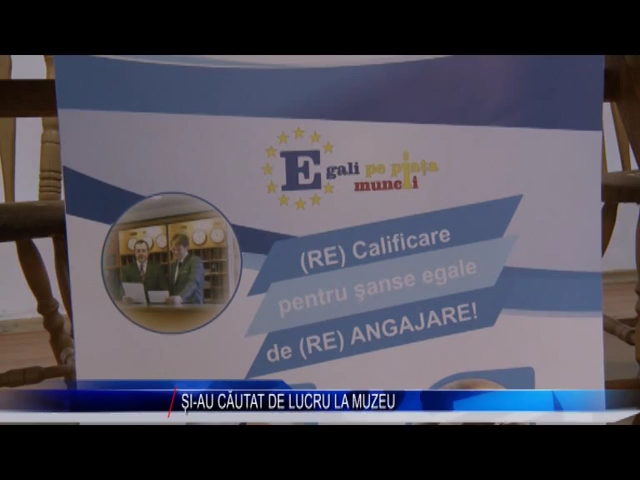 Egali pe piața
muncii
(RE) Calificare
pentru șanse egale
de (RE) ANGAJARE!
ȘI-AU CĂUTAT DE LUCRU LA MUZEU